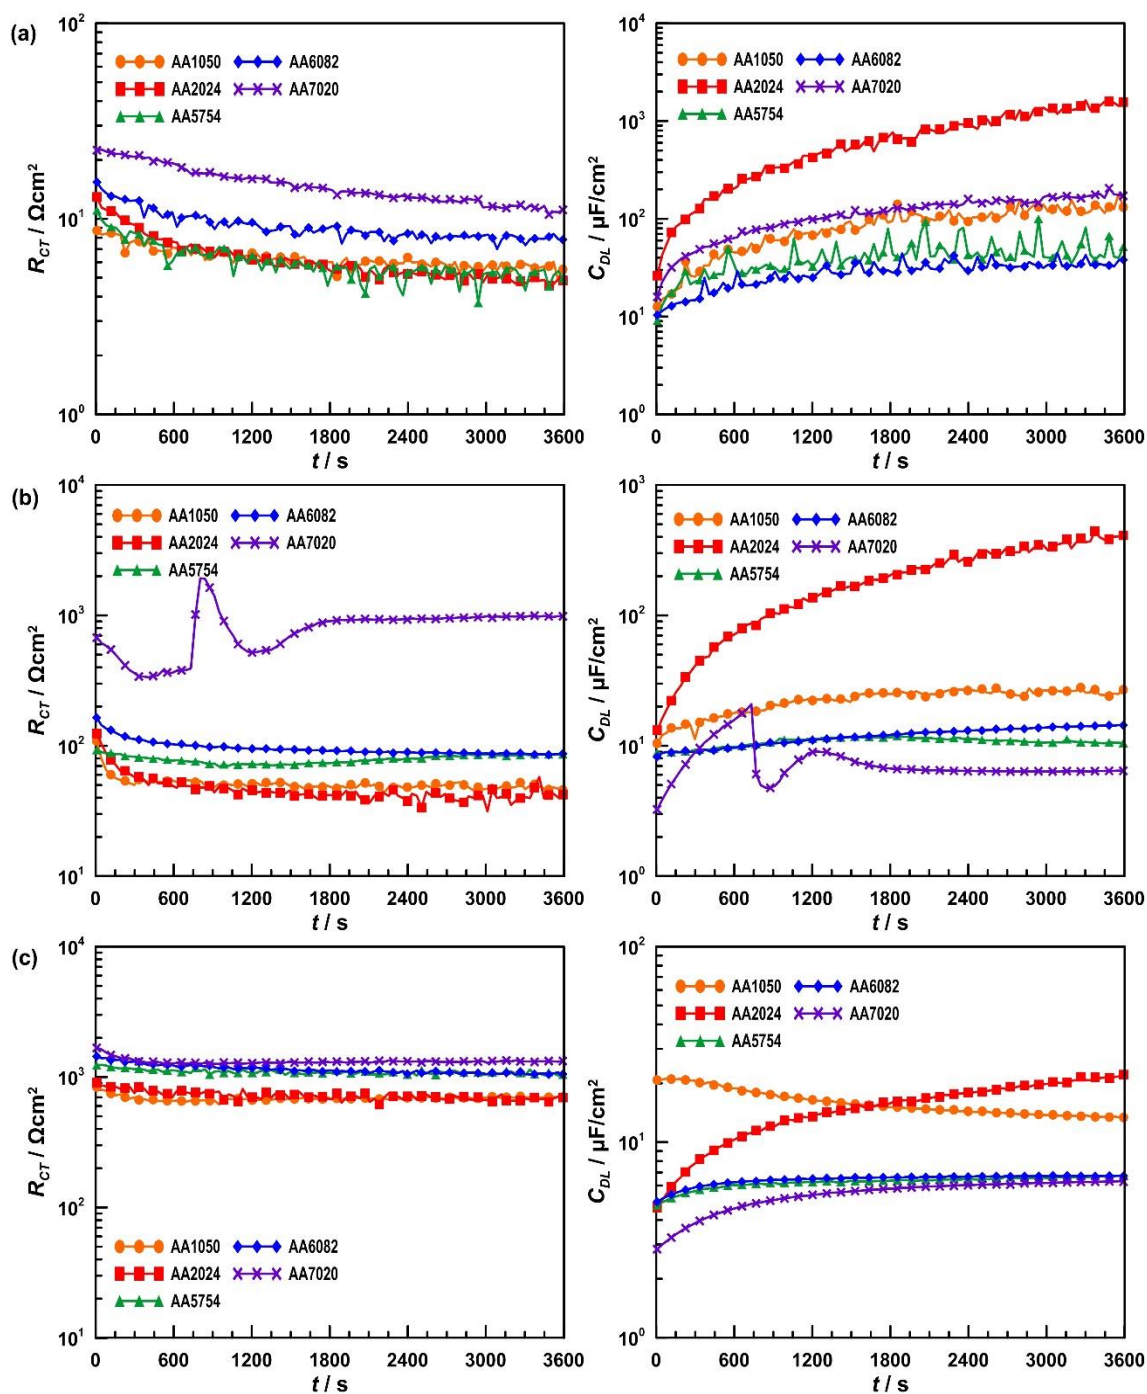 (a)
10²
10¹
10⁰
R_CT / Ωcm²
AA1050
AA6082
AA2024
AA7020
AA5754
0 600 1200 1800 2400 3000 3600
t / s
10⁴
10³
10²
10¹
10⁰
C_DL / µF/cm²
AA1050
AA6082
AA2024
AA7020
AA5754
0 600 1200 1800 2400 3000 3600
t / s
(b)
10⁴
10³
10²
10¹
R_CT / Ωcm²
AA1050
AA6082
AA2024
AA7020
AA5754
0 600 1200 1800 2400 3000 3600
t / s
10³
10²
10¹
10⁰
C_DL / µF/cm²
AA1050
AA6082
AA2024
AA7020
AA5754
0 600 1200 1800 2400 3000 3600
t / s
(c)
10⁴
10³
10²
10¹
R_CT / Ωcm²
AA1050
AA6082
AA2024
AA7020
AA5754
0 600 1200 1800 2400 3000 3600
t / s
10²
10¹
10⁰
C_DL / µF/cm²
AA1050
AA6082
AA2024
AA7020
AA5754
0 600 1200 1800 2400 3000 3600
t / s